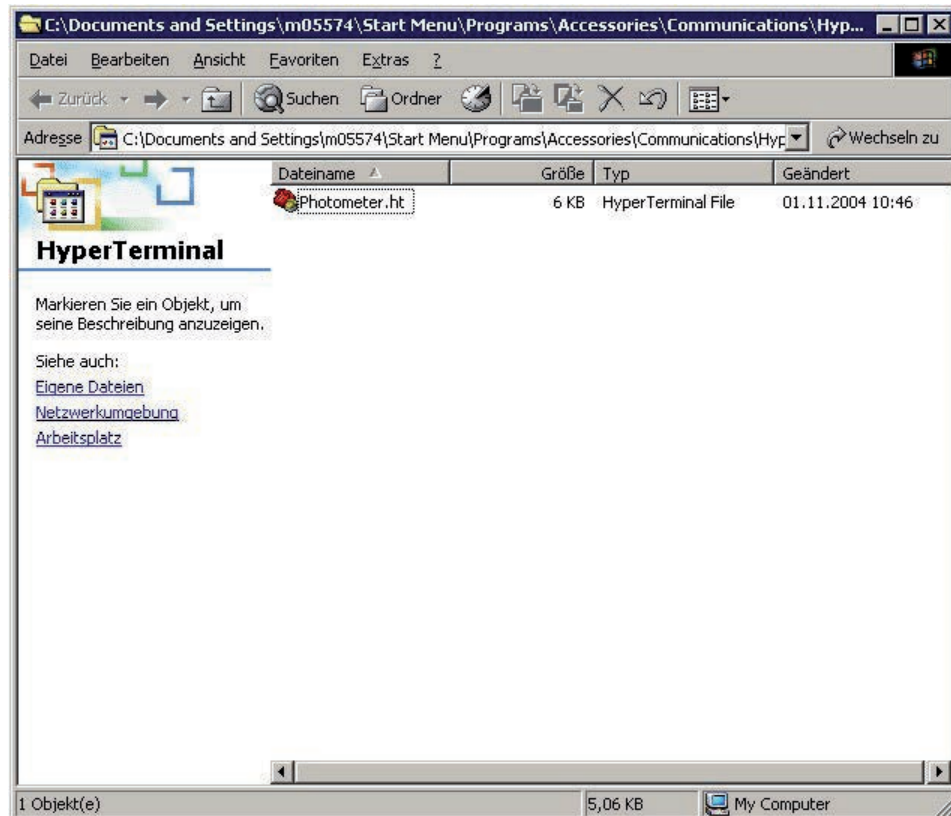 C:\Documents and Settings\m05574\Start Menu\Programs\Accessories\Communications\Hyp...
Datei Bearbeiten Ansicht Favoriten Extras ?
Zurück Suchen Ordner
Adresse C:\Documents and Settings\m05574\Start Menu\Programs\Accessories\Communications\Hyp Wechseln zu
Dateiname Größe Typ Geändert
Photometer.ht 6 KB HyperTerminal File 01.11.2004 10:46
HyperTerminal
Markieren Sie ein Objekt, um
seine Beschreibung anzuzeigen.
Siehe auch:
Eigene Dateien
Netzwerkumgebung
Arbeitsplatz
1 Objekt(e) 5,06 KB My Computer